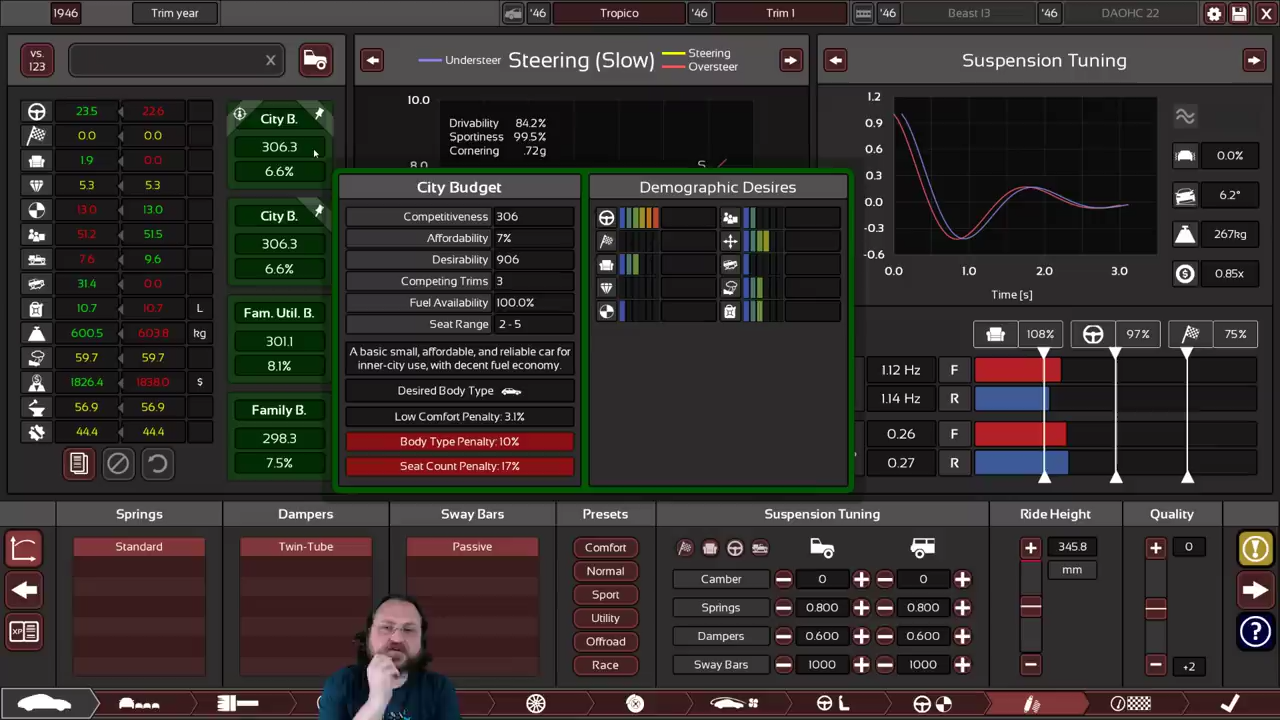 1946 Trim year '46 Tropico '46 Trim 1 '46 Beast I3 '46 DAOHC 22
vs. 123 X
Understeer Steering (Slow) Steering Oversteer
Suspension Tuning
10.0
8.0
Drivability 84.2%
Sportiness 99.5%
Cornering .72g
S
1.2
0.9
0.6
0.3
0.0
-0.3
-0.6
0.0 1.0 2.0 3.0
Time [s]
0.0%
6.2°
267kg
0.85x
23.5 22.6
0.0 0.0
1.9 0.0
5.3 5.3
13.0 13.0
51.2 51.5
7.6 9.6
31.4 0.0
10.7 10.7 L
600.5 603.8 kg
59.7 59.7
1826.4 1838.0 $
56.9 56.9
44.4 44.4
City B.
306.3
6.6%
City B.
306.3
6.6%
Fam. Util. B.
301.1
8.1%
Family B.
298.3
7.5%
City Budget
Competitiveness 306
Affordability 7%
Desirability 906
Competing Trims 3
Fuel Availability 100.0%
Seat Range 2 - 5
A basic small, affordable, and reliable car for
inner-city use, with decent fuel economy.
Desired Body Type
Low Comfort Penalty: 3.1%
Body Type Penalty: 10%
Seat Count Penalty: 17%
Demographic Desires
108% 97% 75%
1.12 Hz F
1.14 Hz R
0.26 F
0.27 R
Springs Dampers Sway Bars Presets Suspension Tuning Ride Height Quality
Standard Twin-Tube Passive
Comfort
Normal
Sport
Utility
Offroad
Race
Camber 0 0
Springs 0.800 0.800
Dampers 0.600 0.600
Sway Bars 1000 1000
345.8
mm
0
+2
XP